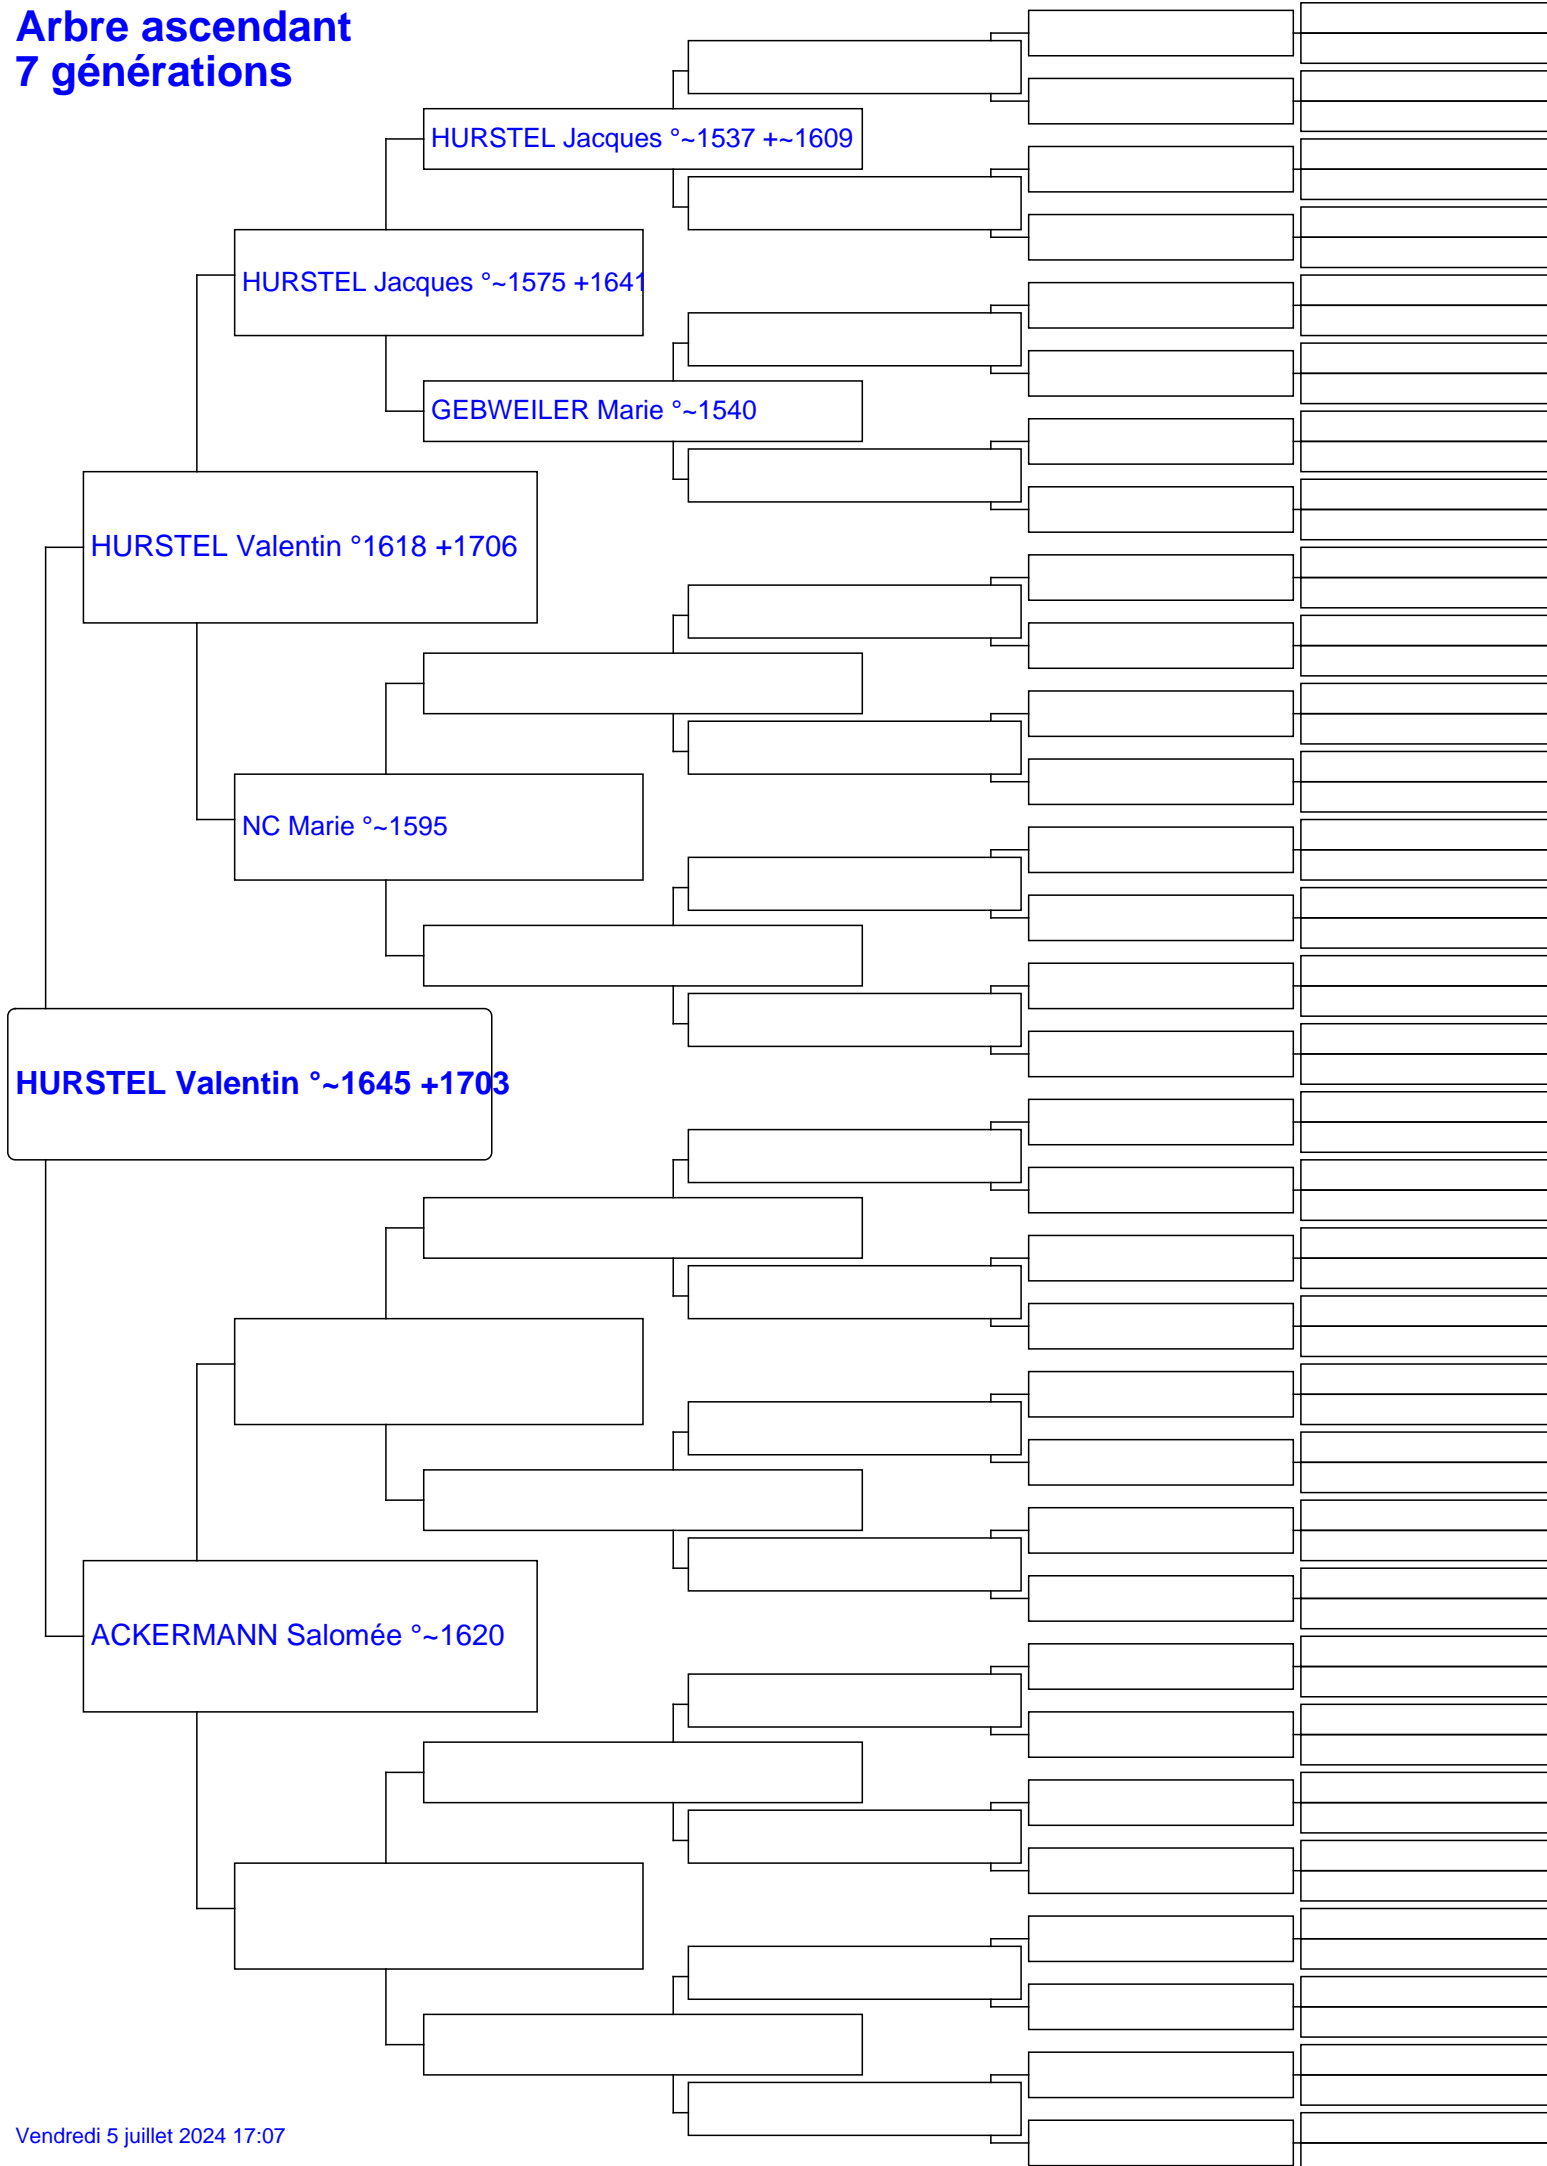 Arbre ascendant
7 générations
HURSTEL Jacques °~1537 +~1609
HURSTEL Jacques °~1575 +1641
GEBWEILER Marie °~1540
HURSTEL Valentin °1618 +1706
NC Marie °~1595
HURSTEL Valentin °~1645 +1703
ACKERMANN Salomée °~1620
Vendredi 5 juillet 2024 17:07